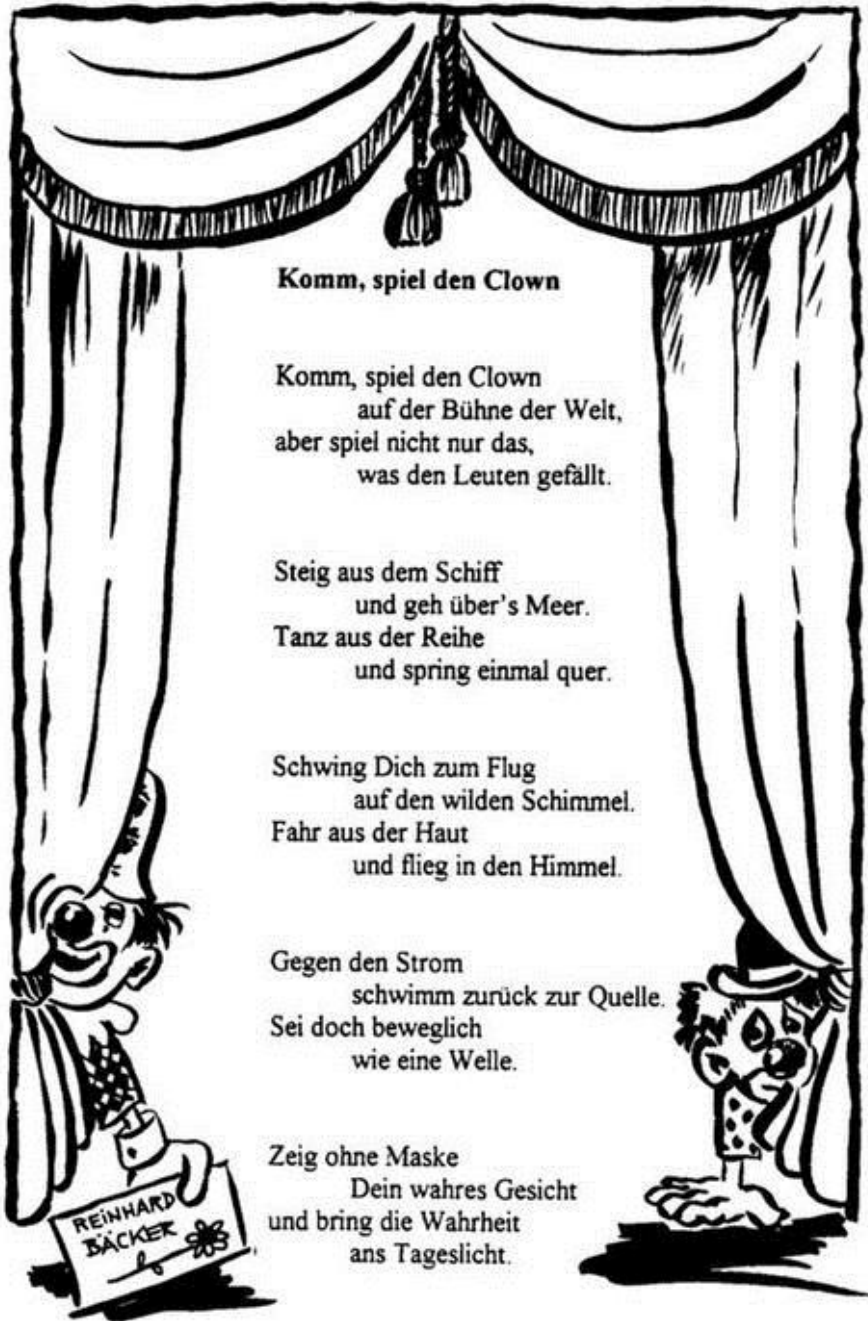 Komm, spiel den Clown
Komm, spiel den Clown
auf der Bühne der Welt,
aber spiel nicht nur das,
was den Leuten gefällt.
Steig aus dem Schiff
und geh über's Meer.
Tanz aus der Reihe
und spring einmal quer.
Schwing Dich zum Flug
auf den wilden Schimmel.
Fahr aus der Haut
und flieg in den Himmel.
Gegen den Strom
schwimm zurück zur Quelle.
Sei doch beweglich
wie eine Welle.
Zeig ohne Maske
Dein wahres Gesicht
und bring die Wahrheit
ans Tageslicht.
REINHARD
BÄCKER